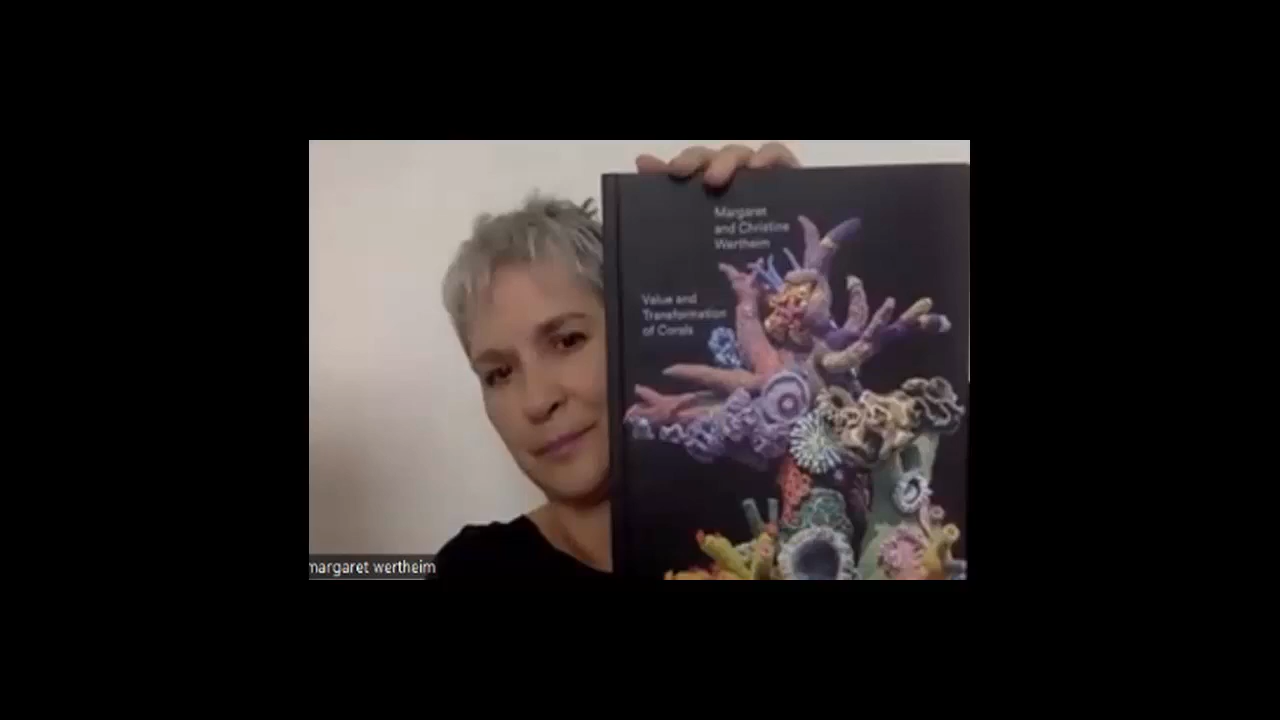 Margaret
and Christine
Wertheim
Value and
Transformation
of Corals
margaret wertheim